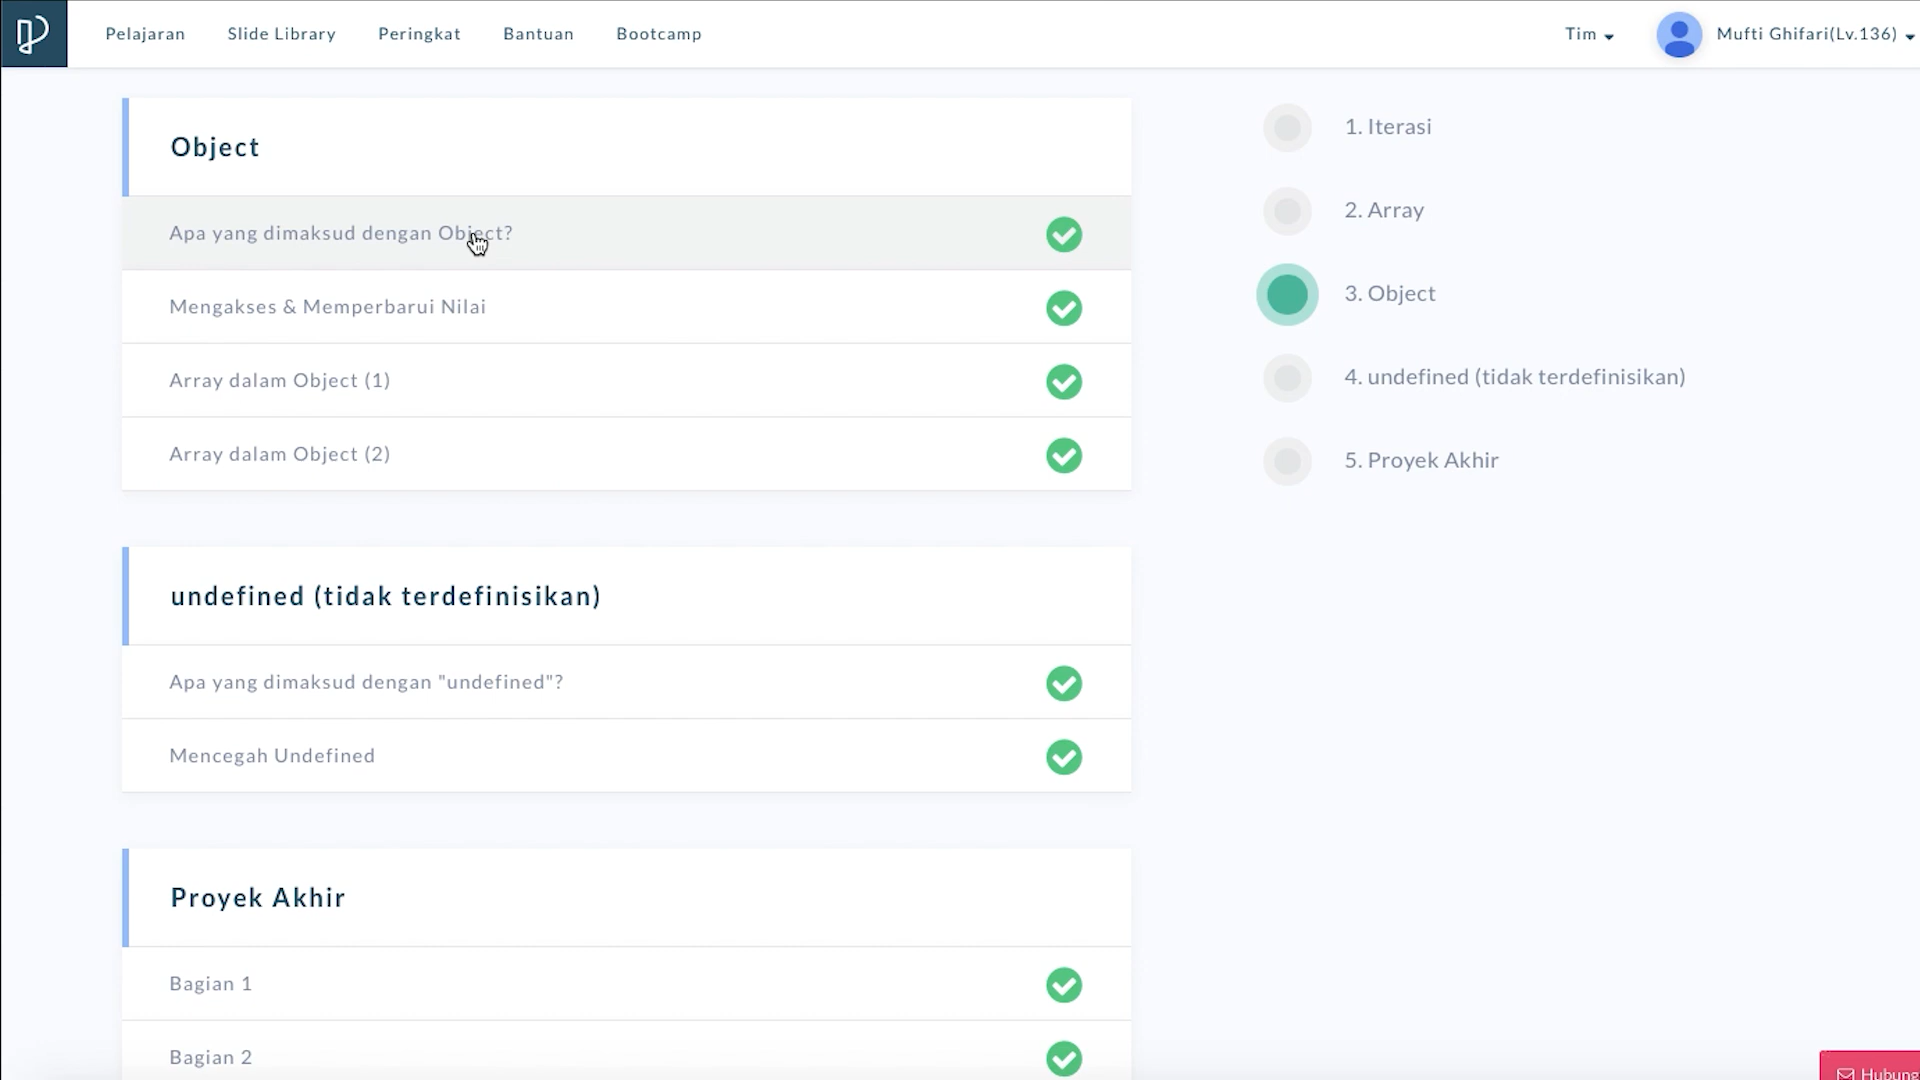 Pelajaran
Slide Library
Peringkat
Bantuan
Bootcamp
Tim
Mufti Ghifari(Lv.136)
Object
Apa yang dimaksud dengan Object?
Mengakses & Memperbarui Nilai
Array dalam Object (1)
Array dalam Object (2)
undefined (tidak terdefinisikan)
Apa yang dimaksud dengan "undefined"?
Mencegah Undefined
Proyek Akhir
Bagian 1
Bagian 2
1. Iterasi
2. Array
3. Object
4. undefined (tidak terdefinisikan)
5. Proyek Akhir
Hubung